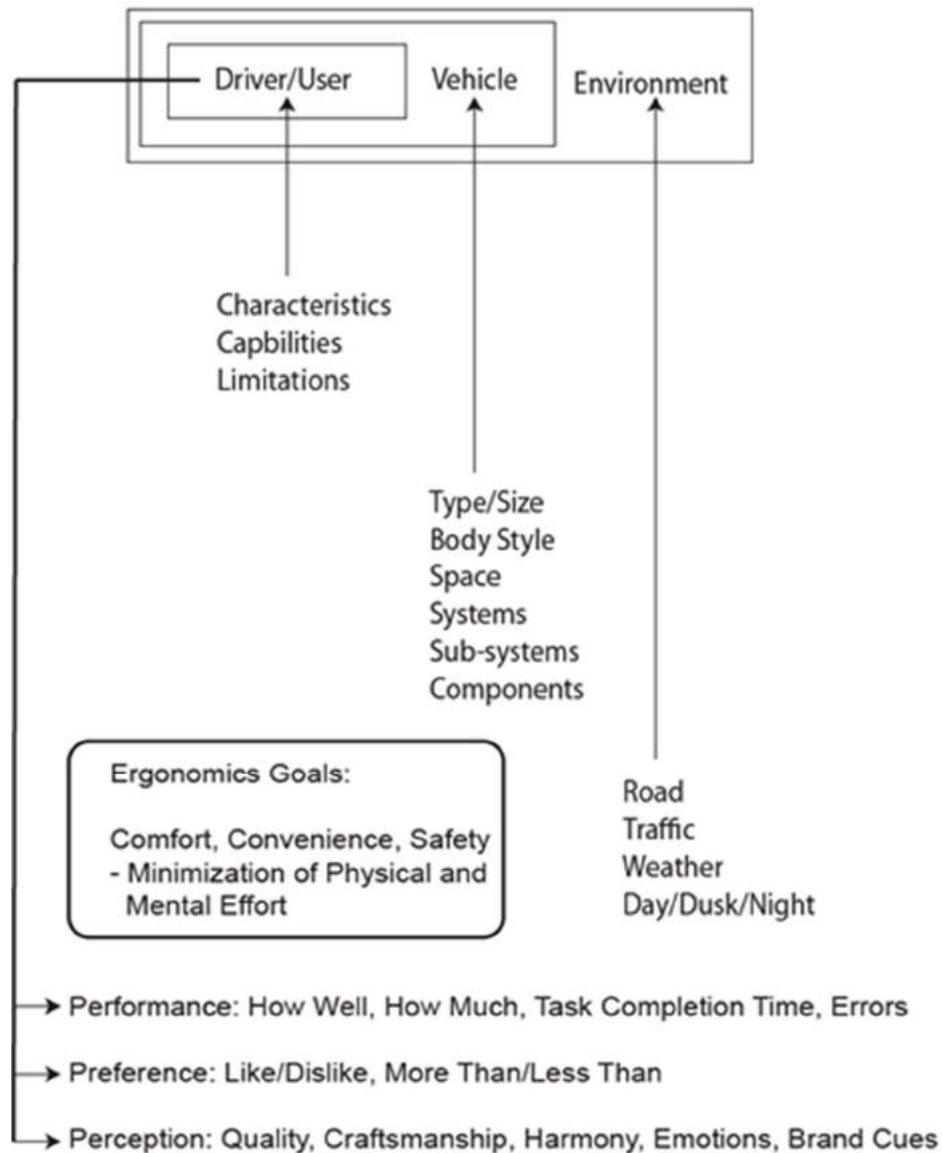 Driver/User
Vehicle
Environment
Characteristics
Capbilities
Limitations
Type/Size
Body Style
Space
Systems
Sub-systems
Components
Ergonomics Goals:
Comfort, Convenience, Safety
- Minimization of Physical and
Mental Effort
Road
Traffic
Weather
Day/Dusk/Night
Performance: How Well, How Much, Task Completion Time, Errors
Preference: Like/Dislike, More Than/Less Than
Perception: Quality, Craftsmanship, Harmony, Emotions, Brand Cues